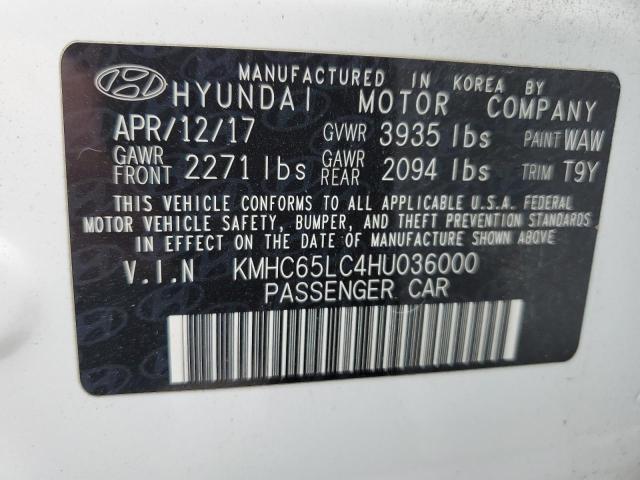 MANUFACTURED IN KOREA BY
HYUNDAI MOTOR COMPANY
APR/12/17 GVWR 3935 lbs PAINT WAW
GAWR FRONT 2271 lbs GAWR REAR 2094 lbs TRIM T9Y
THIS VEHICLE CONFORMS TO ALL APPLICABLE U.S.A. FEDERAL
MOTOR VEHICLE SAFETY, BUMPER, AND THEFT PREVENTION STANDARDS
IN EFFECT ON THE DATE OF MANUFACTURE SHOWN ABOVE.
V.I.N KMHC65LC4HU036000
PASSENGER CAR